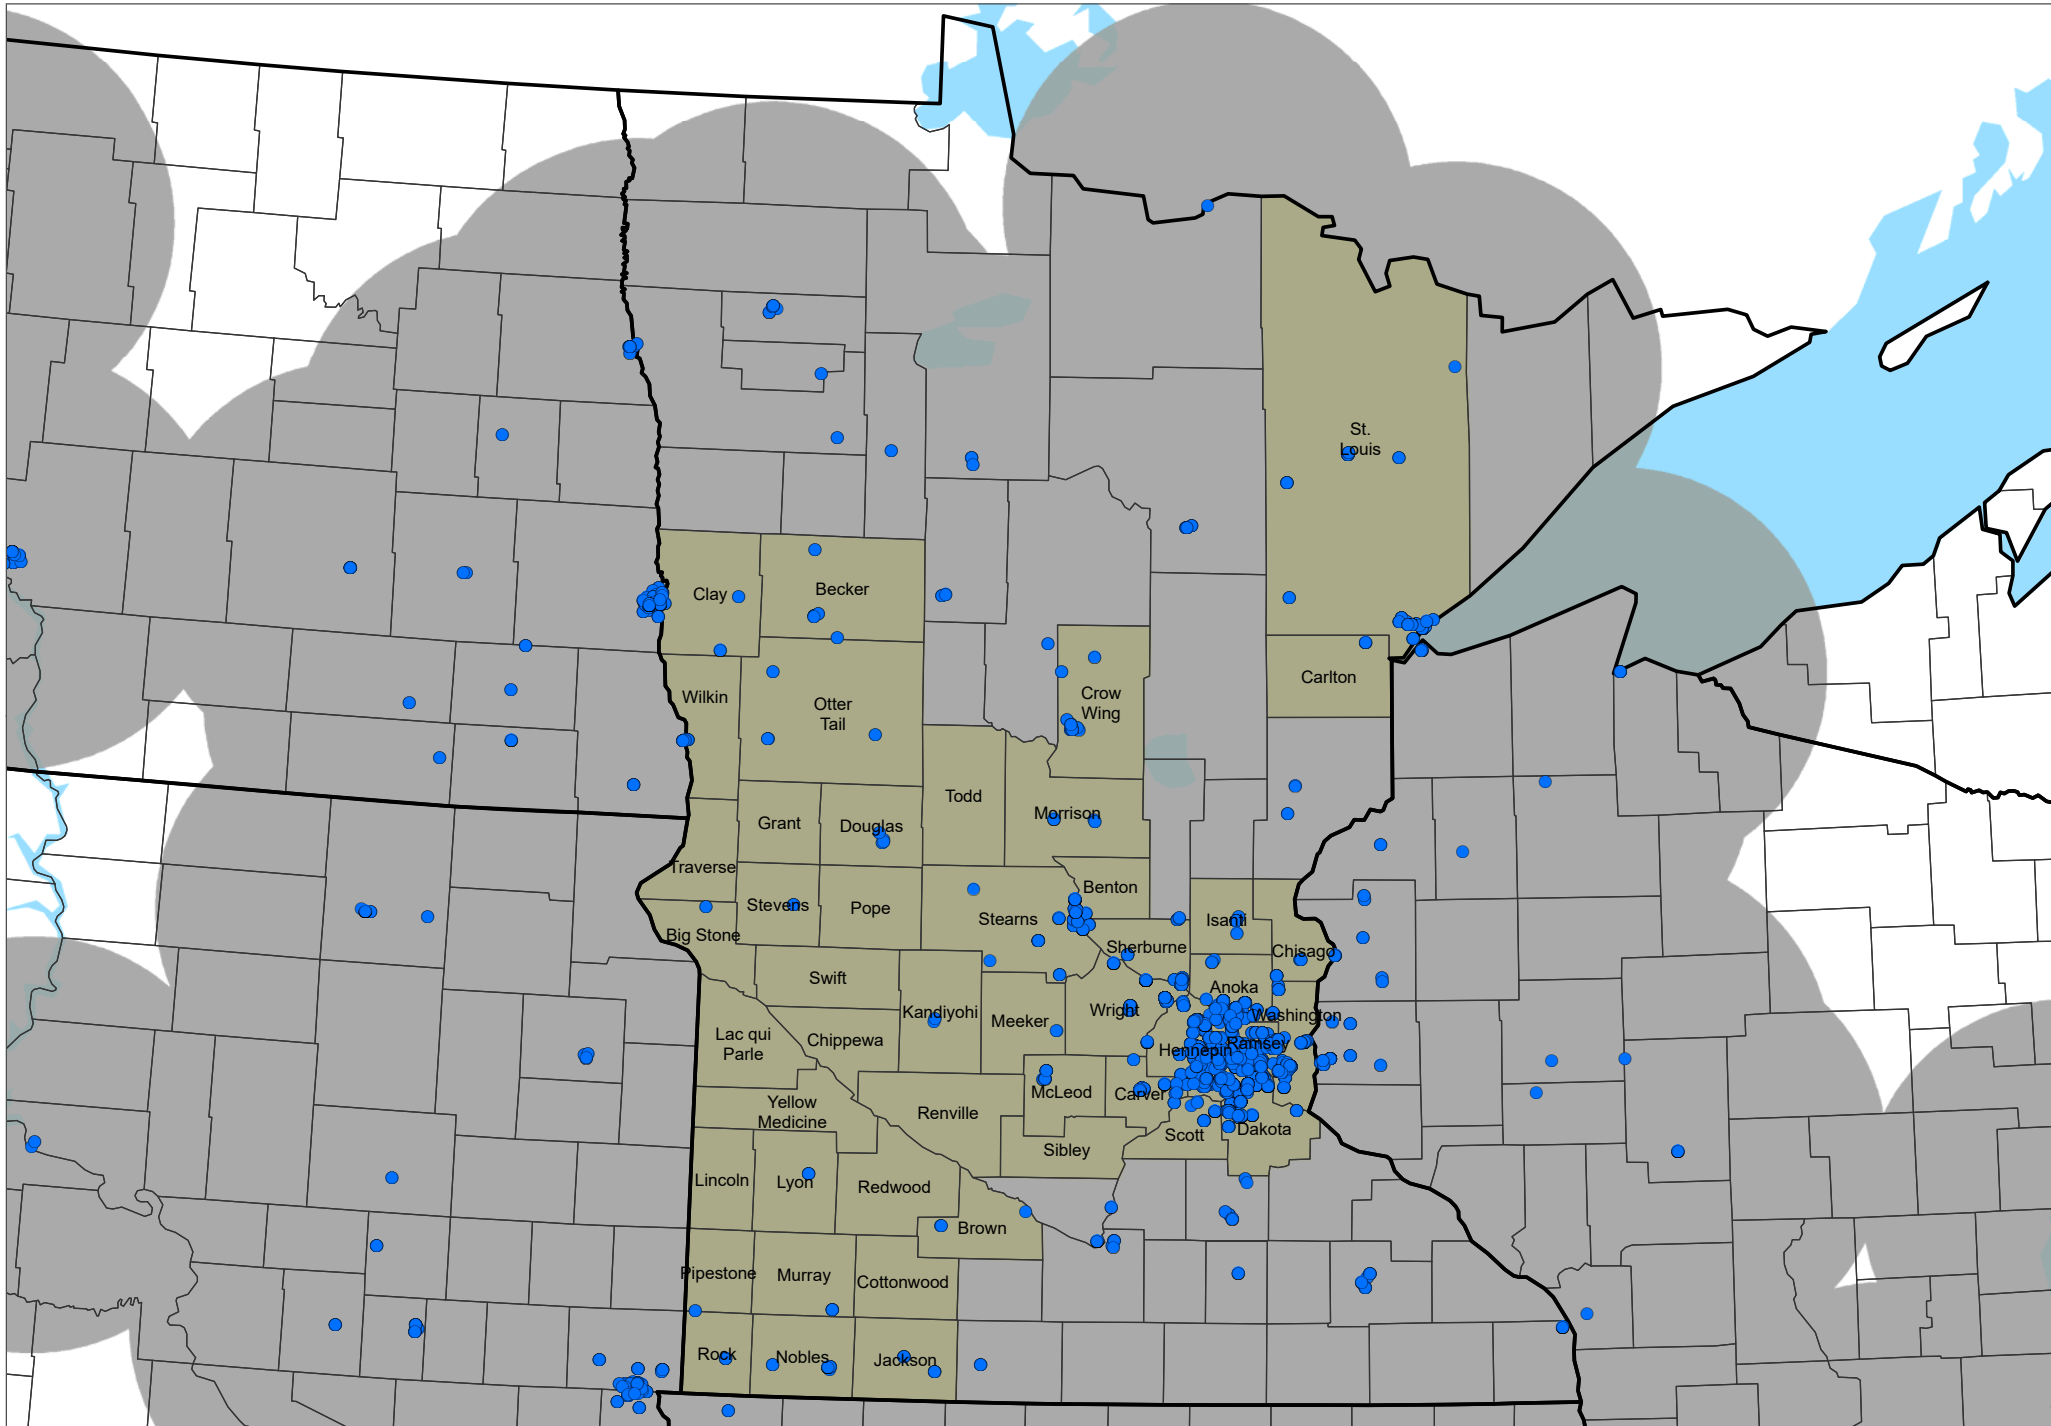 St.
Louis
Clay
Becker
Carlton
Wilkin
Otter
Tail
Crow
Wing
Todd
Morrison
Grant
Douglas
Traverse
Benton
Stevens
Pope
Stearns
Isanti
Big Stone
Sherburne
Chisago
Swift
Anoka
Kandiyohi
Meeker
Wright
Washington
Lac qui
Parle
Chippewa
Hennepin
Ramsey
McLeod
Carver
Yellow
Medicine
Renville
Scott
Dakota
Sibley
Lincoln
Lyon
Redwood
Brown
Pipestone
Murray
Cottonwood
Rock
Nobles
Jackson